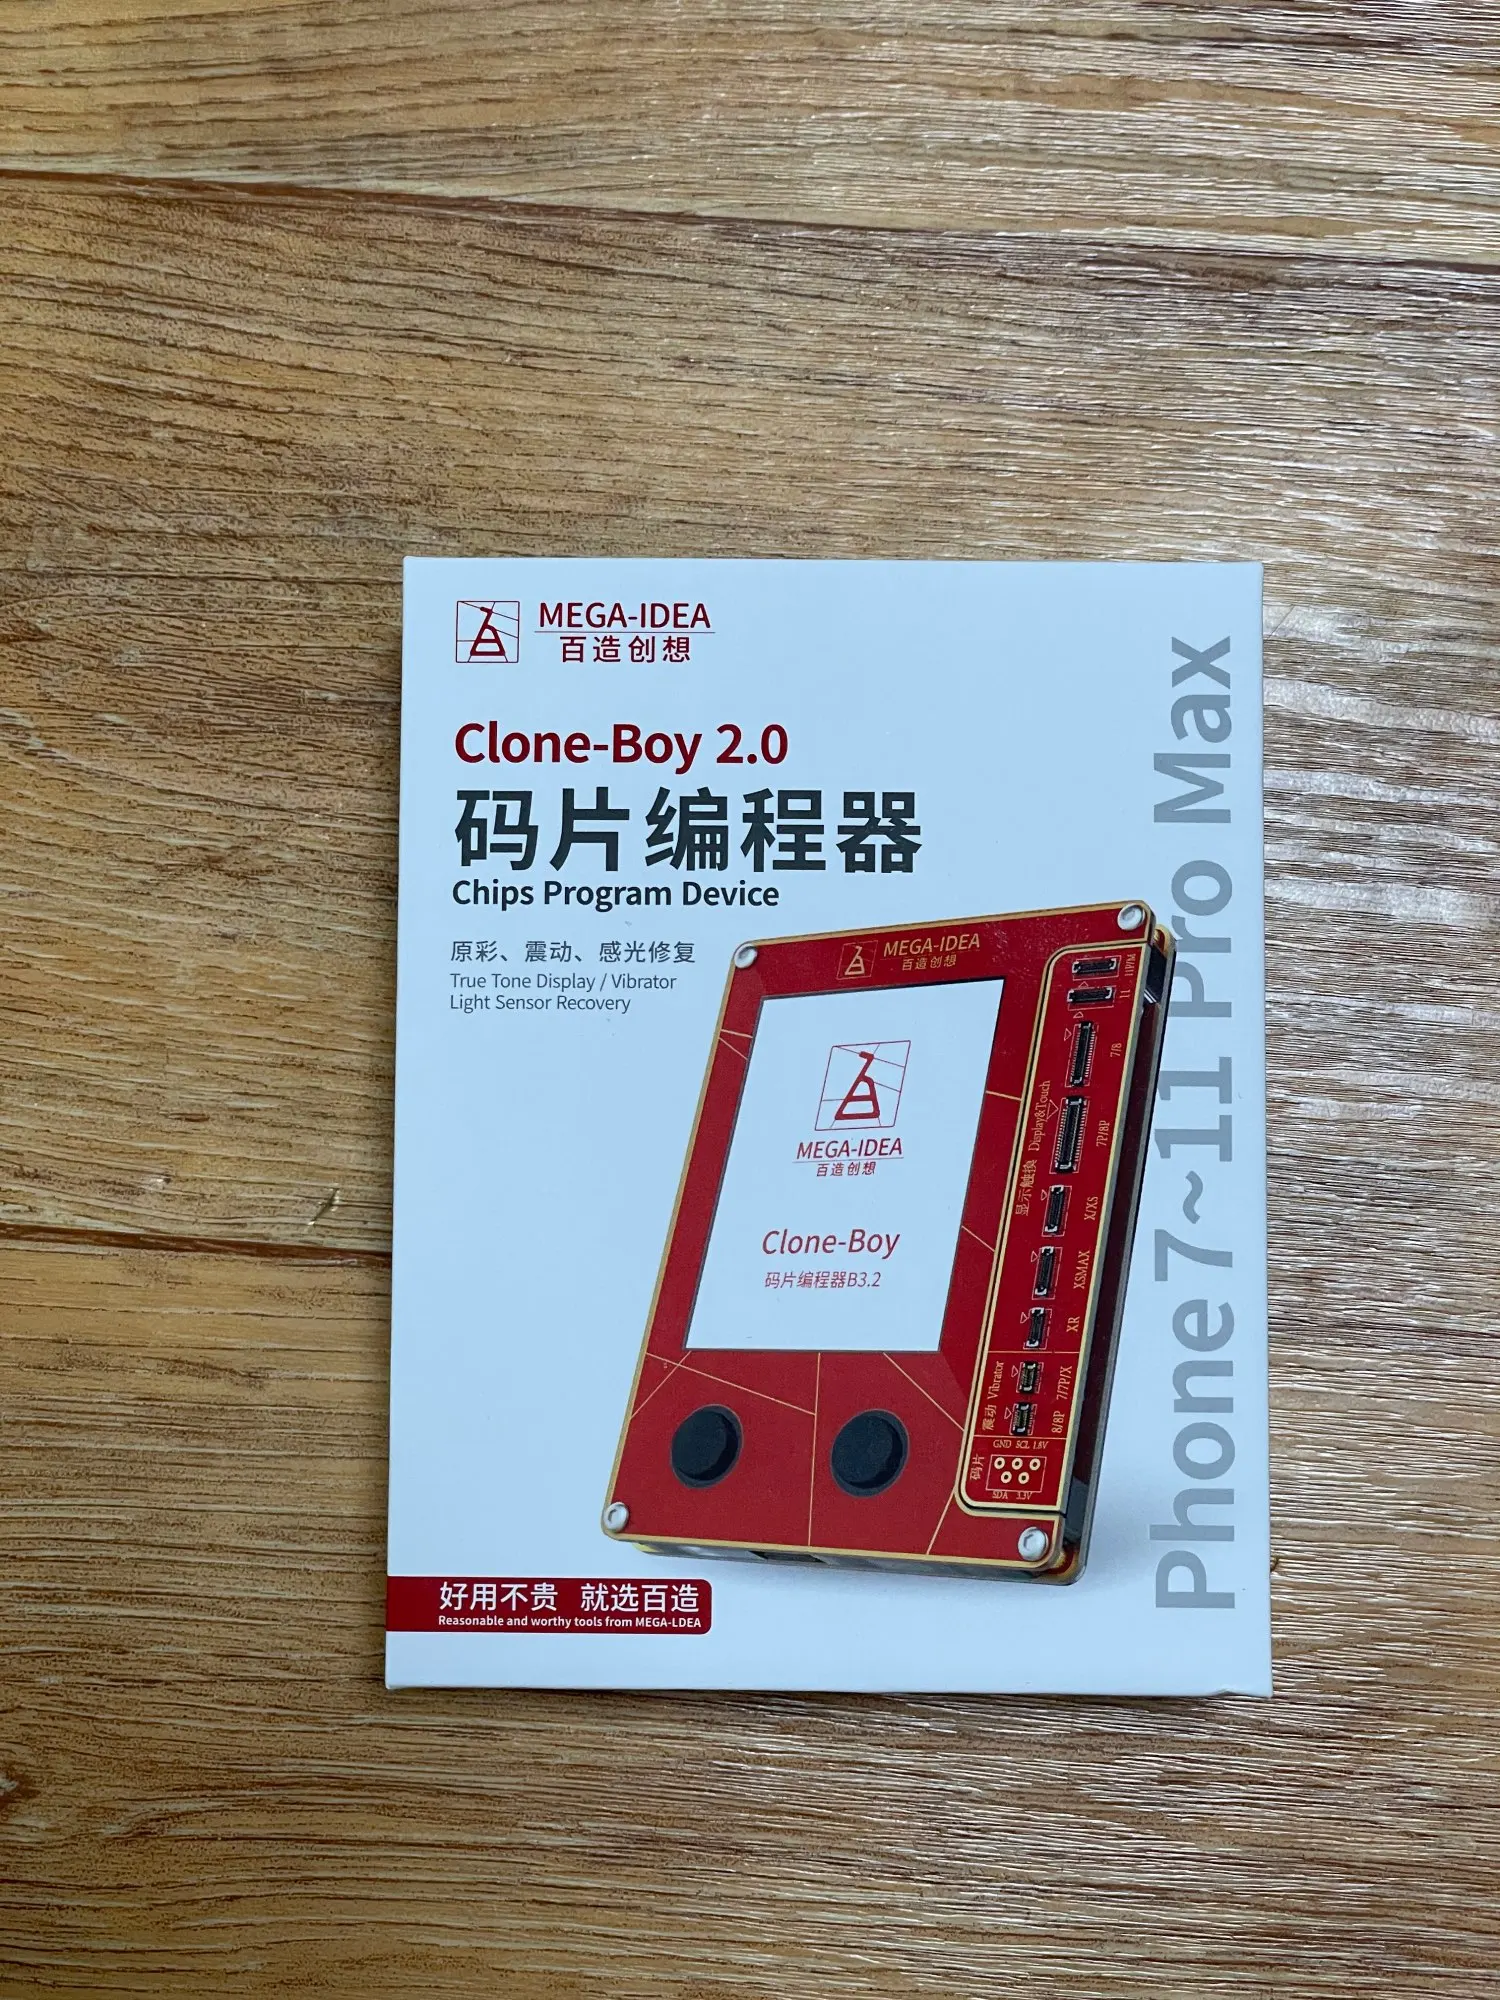 MEGA-IDEA
百造创想
Clone-Boy 2.0
码片编程器
Chips Program Device
原彩、震动、感光修复
True Tone Display / Vibrator
Light Sensor Recovery
MEGA-IDEA
百造创想
MEGA-IDEA
百造创想
Clone-Boy
码片编程器B3.2
11P/M
11
7/8
显示触摸 Display&Touch
7P/8P
X/XS
XSMAX
XR
震动 Vibrator
7/7P/X
8/8P
码片
GND SCL 1.8V
SDA 3.3V
Phone 7~11 Pro Max
好用不贵 就选百造
Reasonable and worthy tools from MEGA-LDEA